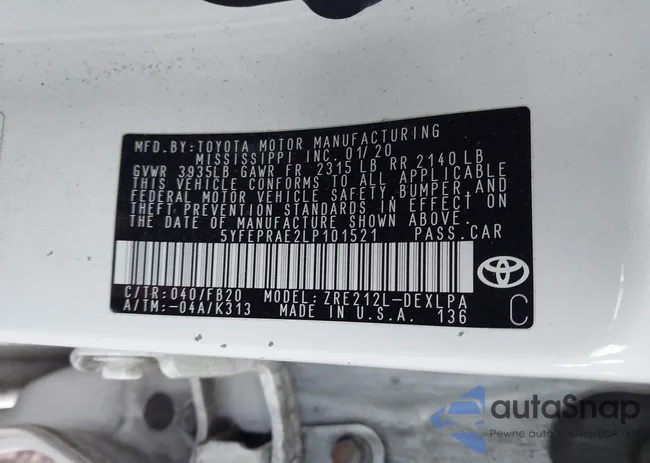 MFD.BY:TOYOTA MOTOR MANUFACTURING
MISSISSIPPI INC. 01/20
GVWR 3935LB GAWR FR 2315 LB RR 2140 LB
THIS VEHICLE CONFORMS TO ALL APPLICABLE
FEDERAL MOTOR VEHICLE SAFETY, BUMPER,AND
THEFT PREVENTION STANDARDS IN EFFECT ON
THE DATE OF MANUFACTURE SHOWN ABOVE.
5YFEPRAE2LP101521 PASS.CAR
C/TR:040/FB20 MODEL:ZRE212L-DEXLPA
A/TM:-04A/K313 MADE IN U.S.A. 136
C
autaSnap
Pewne auto z